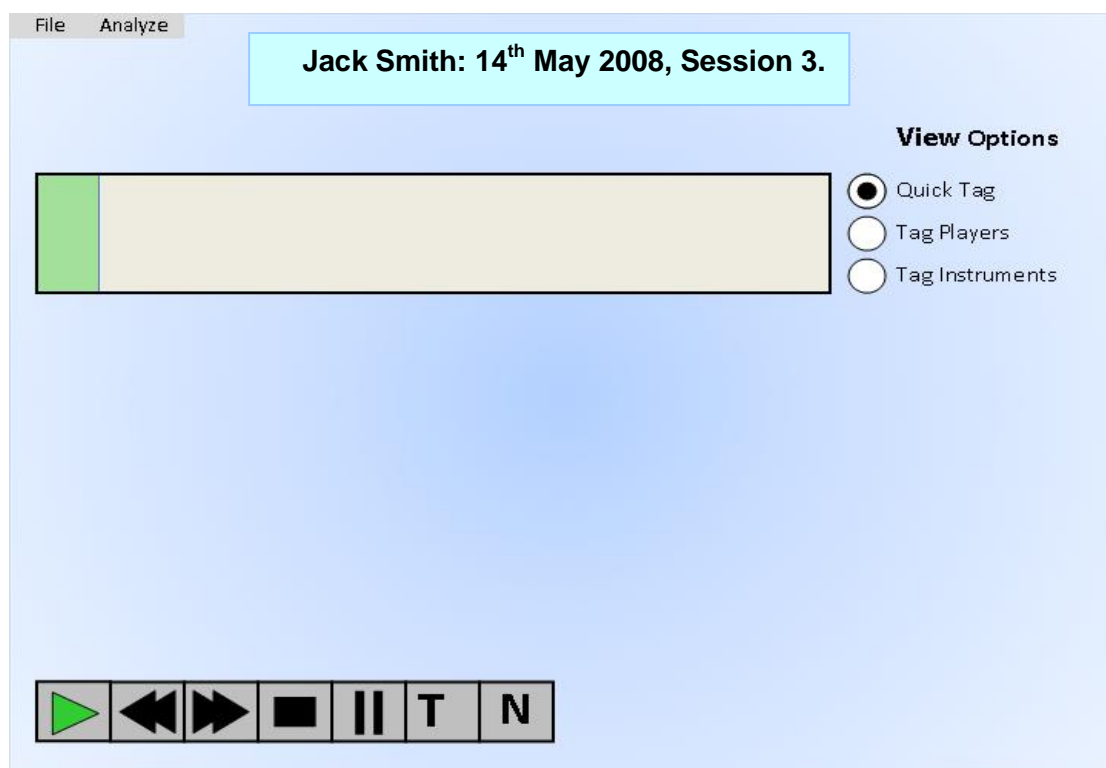 File Analyze
Jack Smith: 14th May 2008, Session 3.
View Options
Quick Tag
Tag Players
Tag Instruments
T N